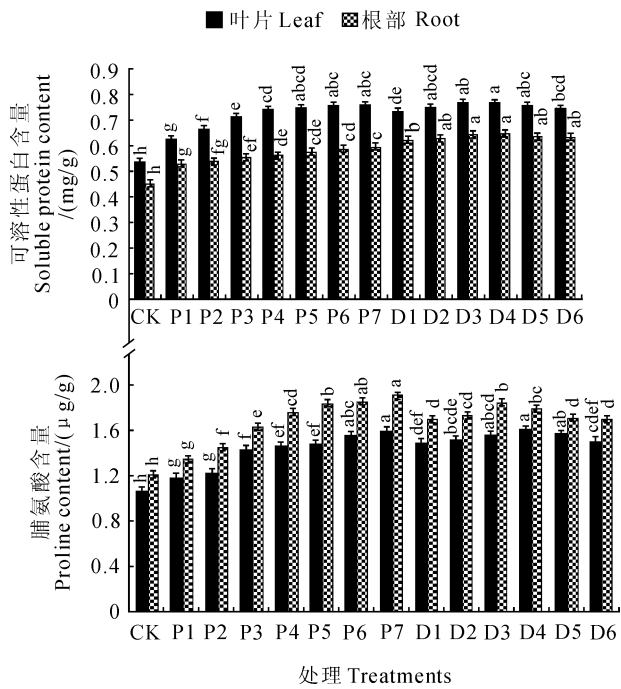 叶片 Leaf 根部 Root
可溶性蛋白含量
Soluble protein content
/(mg/g)
0.9
0.8
0.7
0.6
0.5
0.4
0.3
0.2
0.1
0
h h g g f fg e ef cd de abcd cde abc cd abc c de b abcd ab ab a a a abc ab bcd ab
CK P1 P2 P3 P4 P5 P6 P7 D1 D2 D3 D4 D5 D6
脯氨酸含量
Proline content/(μg/g)
2.0
1.6
1.2
0.8
0.4
0
h h g g g f f e ef cd ef b abc ab a a def d bcde cd abcd b a bc ab d cdef d
CK P1 P2 P3 P4 P5 P6 P7 D1 D2 D3 D4 D5 D6
处理 Treatments